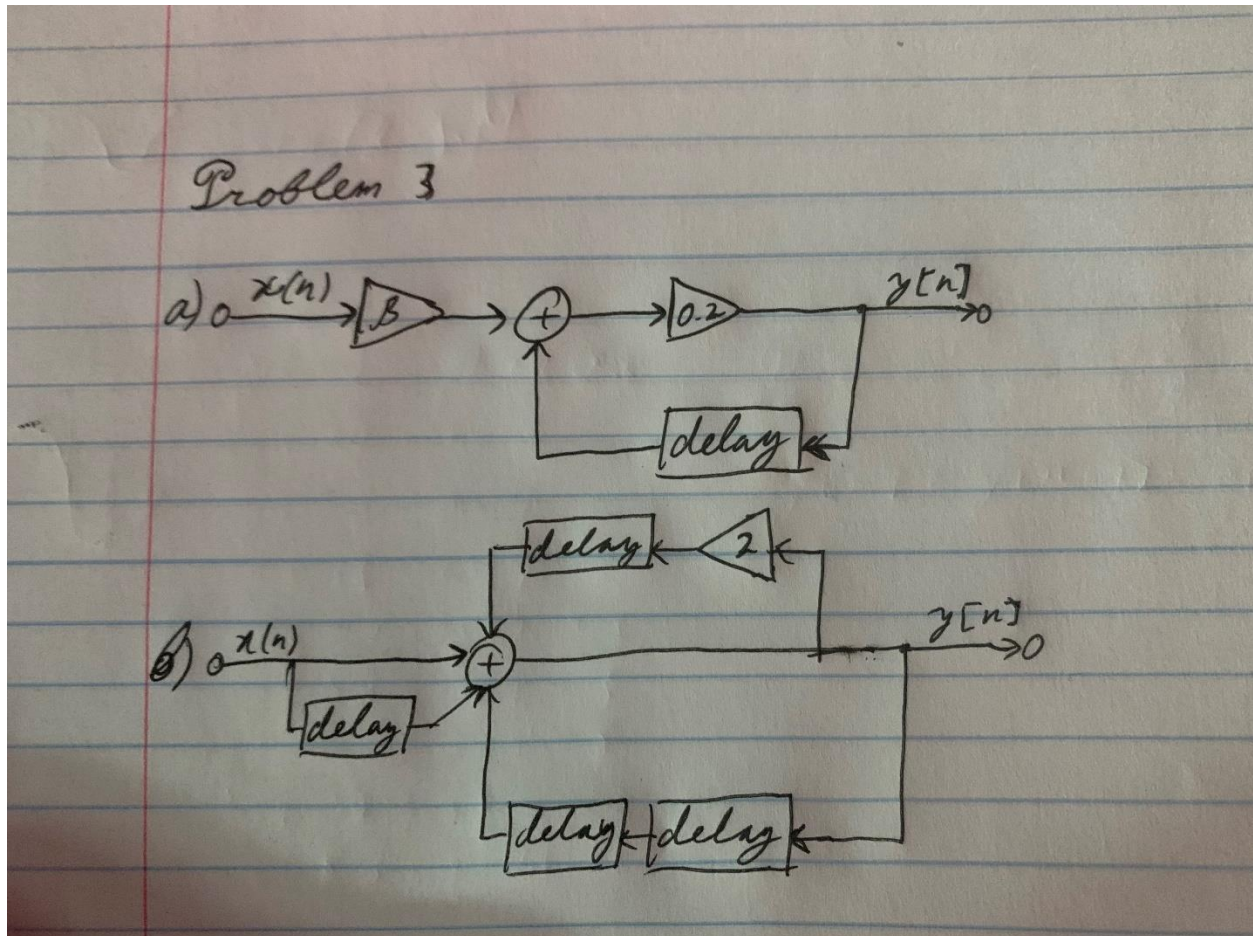 Problem 3
a) x(n) β 0.2 y[n]
delay
delay 2
b) x(n) + y[n]
delay
delay delay